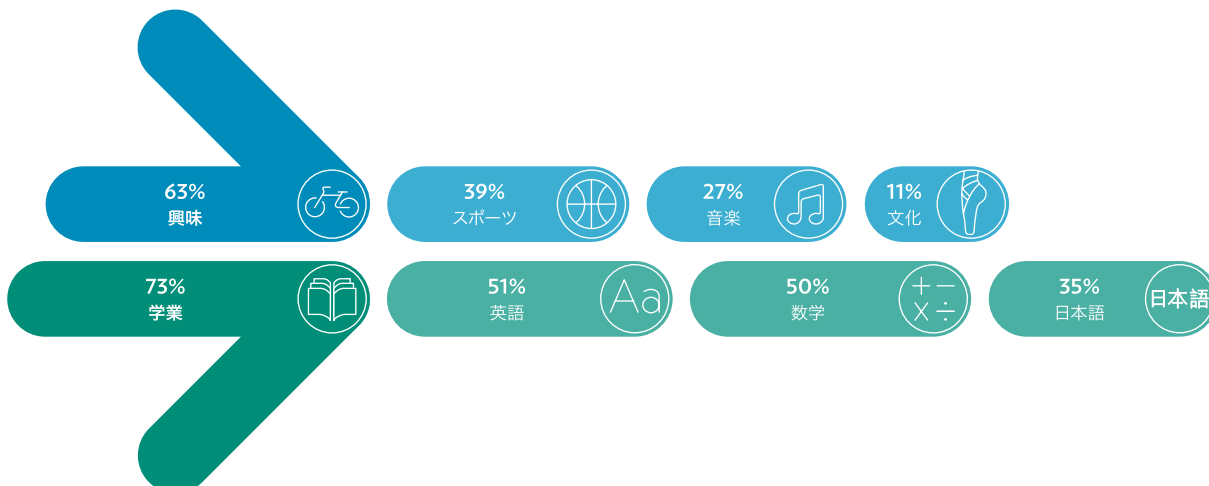 63%
興味
39%
スポーツ
27%
音楽
11%
文化
73%
学業
51%
英語
Aa
50%
数学
+ −
× ÷
35%
日本語
日本語